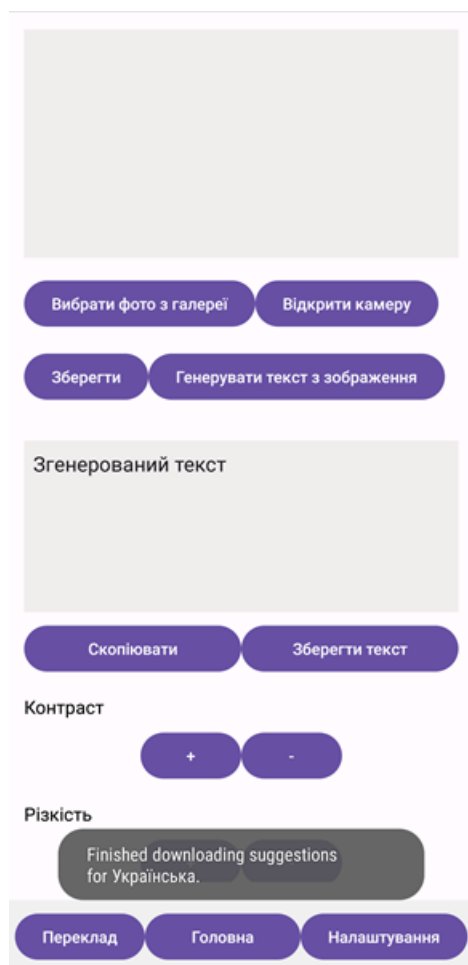 Вибрати фото з галереї
Відкрити камеру
Зберегти
Генерувати текст з зображення
Згенерований текст
Скопіювати
Зберегти текст
Контраст
+
-
Різкість
Finished downloading suggestions
for Українська.
Переклад
Головна
Налаштування